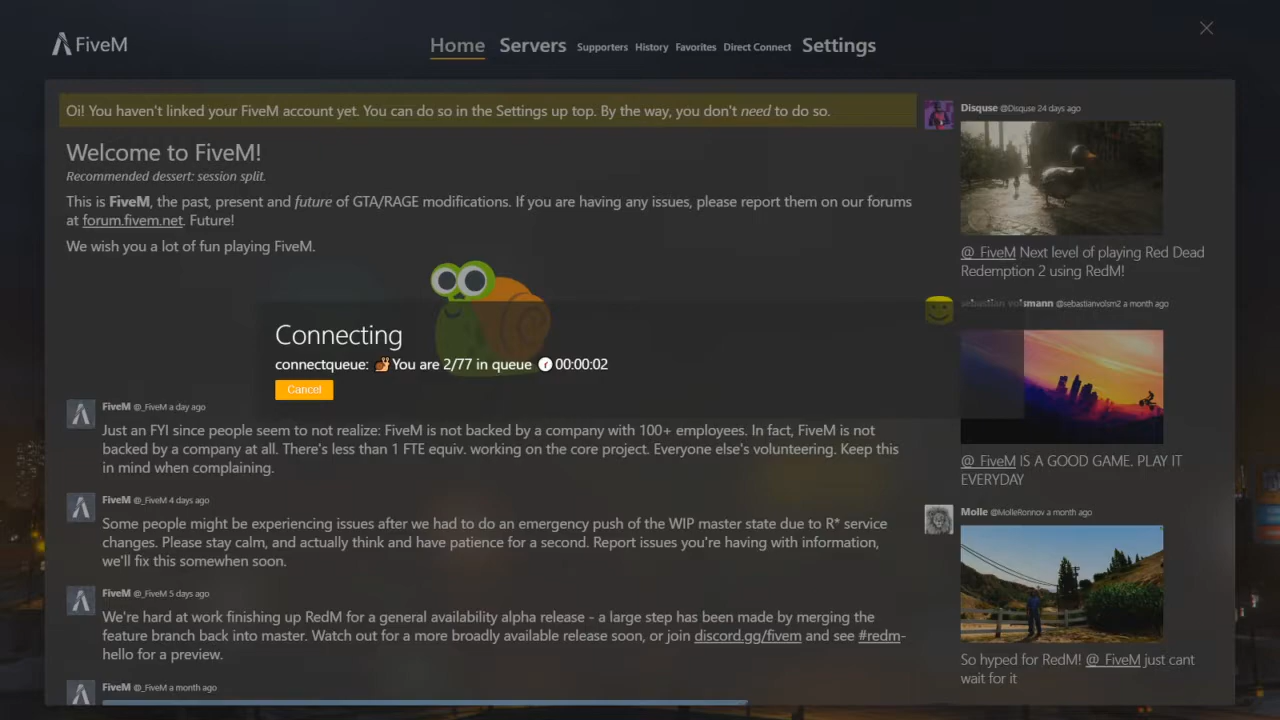 FiveM
Home Servers Supporters History Favorites Direct Connect Settings
Oi! You haven't linked your FiveM account yet. You can do so in the Settings up top. By the way, you don't need to do so.
Welcome to FiveM!
Recommended dessert: session split.
This is FiveM, the past, present and future of GTA/RAGE modifications. If you are having any issues, please report them on our forums
at forum.fivem.net. Future!
We wish you a lot of fun playing FiveM.
Connecting
connectqueue: 🐌You are 2/77 in queue 🕐00:00:02
Cancel
FiveM @_FiveM a day ago
Just an FYI since people seem to not realize: FiveM is not backed by a company with 100+ employees. In fact, FiveM is not
backed by a company at all. There's less than 1 FTE equiv. working on the core project. Everyone else's volunteering. Keep this
in mind when complaining.
FiveM @_FiveM 4 days ago
Some people might be experiencing issues after we had to do an emergency push of the WIP master state due to R* service
changes. Please stay calm, and actually think and have patience for a second. Report issues you're having with information,
we'll fix this somewhen soon.
FiveM @_FiveM 5 days ago
We're hard at work finishing up RedM for a general availability alpha release - a large step has been made by merging the
feature branch back into master. Watch out for a more broadly available release soon, or join discord.gg/fivem and see #redm-
hello for a preview.
FiveM @_FiveM a month ago
Disquse @Disquse 24 days ago
@_FiveM Next level of playing Red Dead
Redemption 2 using RedM!
sebastian volsmann @sebastianvolsm2 a month ago
@_FiveM IS A GOOD GAME. PLAY IT
EVERYDAY
Molle @MolleRonnov a month ago
So hyped for RedM! @_FiveM just cant
wait for it